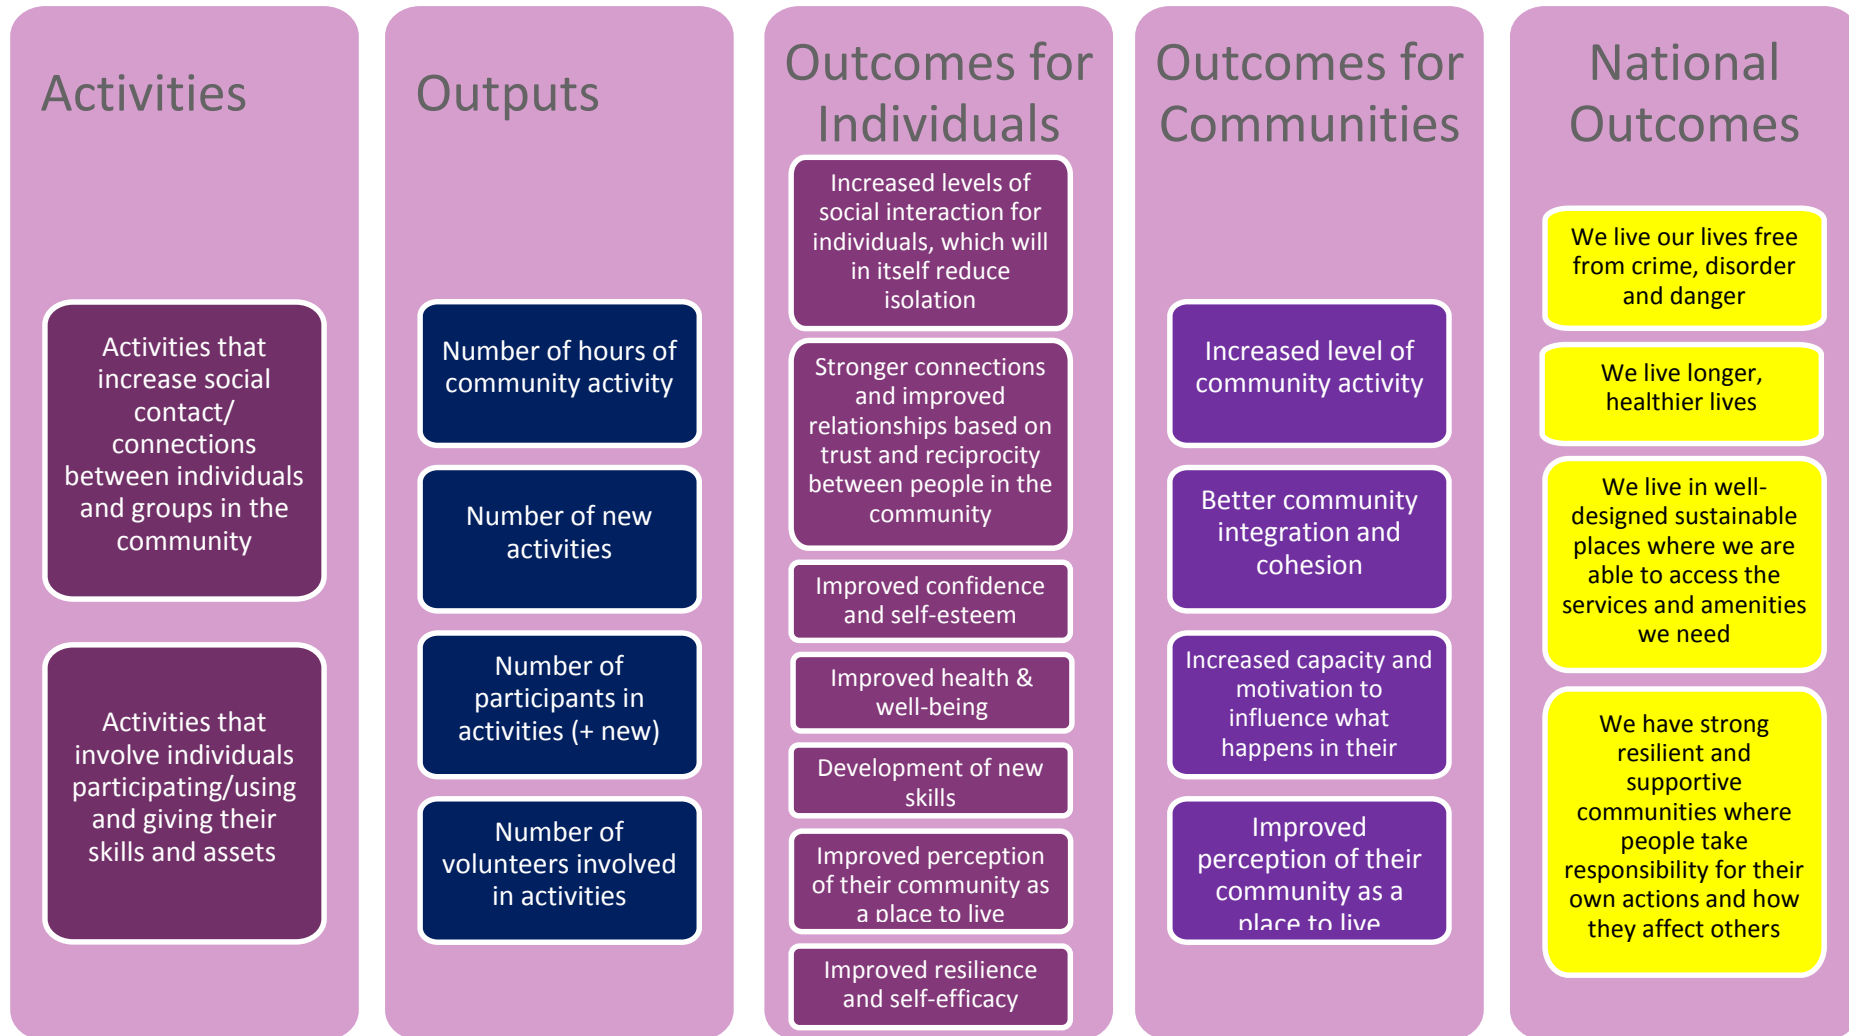 Activities
Activities that
increase social
contact/
connections
between individuals
and groups in the
community
Activities that
involve individuals
participating/using
and giving their
skills and assets
Outputs
Number of hours of
community activity
Number of new
activities
Number of
participants in
activities (+ new)
Number of
volunteers involved
in activities
Outcomes for
Individuals
Increased levels of
social interaction for
individuals, which will
in itself reduce
isolation
Stronger connections
and improved
relationships based on
trust and reciprocity
between people in the
community
Improved confidence
and self-esteem
Improved health &
well-being
Development of new
skills
Improved perception
of their community as
a place to live
Improved resilience
and self-efficacy
Outcomes for
Communities
Increased level of
community activity
Better community
integration and
cohesion
Increased capacity and
motivation to
influence what
happens in their
Improved
perception of their
community as a
place to live
National
Outcomes
We live our lives free
from crime, disorder
and danger
We live longer,
healthier lives
We live in well-
designed sustainable
places where we are
able to access the
services and amenities
we need
We have strong
resilient and
supportive
communities where
people take
responsibility for their
own actions and how
they affect others